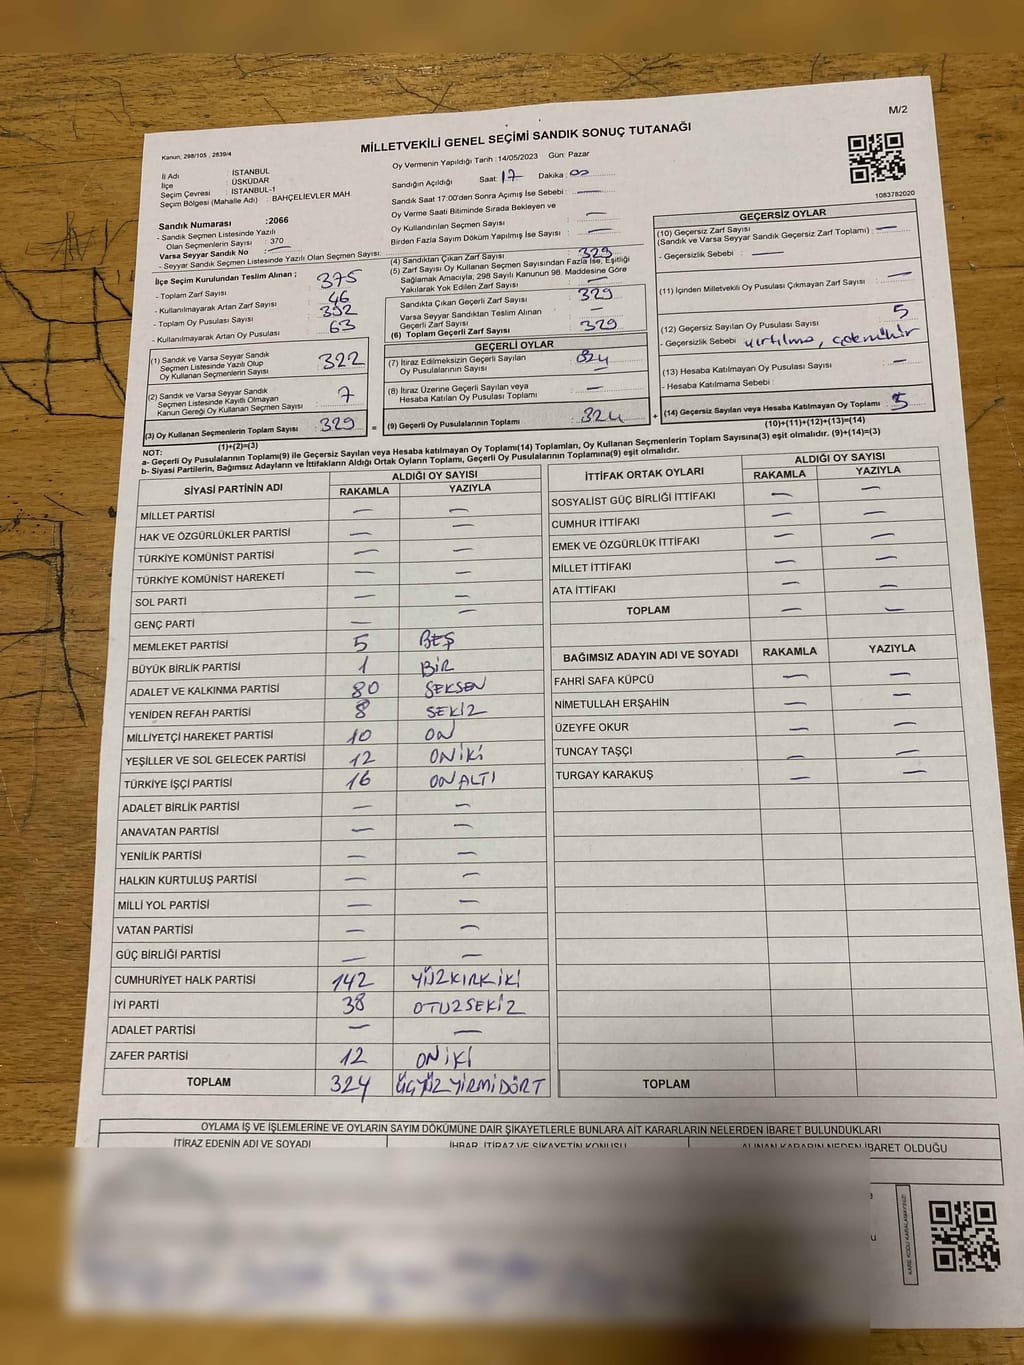 M/2
MİLLETVEKİLİ GENEL SEÇİMİ SANDIK SONUÇ TUTANAĞI
Kanun, 298/105 , 2839/4
Oy Vermenin Yapıldığı Tarih :14/05/2023 Gün: Pazar
İl Adı : İSTANBUL
İlçe : ÜSKÜDAR
Seçim Çevresi : İSTANBUL-1
Seçim Bölgesi (Mahalle Adı) : BAHÇELİEVLER MAH.
Sandığın Açıldığı Saat: 17 Dakika: 00
Sandık Saat 17:00'den Sonra Açımış İse Sebebi: —
Oy Verme Saati Bitiminde Sırada Bekleyen ve
Oy Kullandırılan Seçmen Sayısı : —
Birden Fazla Sayım Döküm Yapılmış İse Sayısı : —
1083782020
Sandık Numarası :2066
- Sandık Seçmen Listesinde Yazılı
Olan Seçmenlerin Sayısı : 370
Varsa Seyyar Sandık No : —
- Seyyar Sandık Seçmen Listesinde Yazılı Olan Seçmen Sayısı:
İlçe Seçim Kurulundan Teslim Alınan ;
- Toplam Zarf Sayısı : 375
- Kullanılmayarak Artan Zarf Sayısı : 46
- Toplam Oy Pusulası Sayısı : 392
- Kullanılmayarak Artan Oy Pusulası : 63
(1) Sandık ve Varsa Seyyar Sandık
Seçmen Listesinde Yazılı Olup
Oy Kullanan Seçmenlerin Sayısı : 322
(2) Sandık ve Varsa Seyyar Sandık
Seçmen Listesinde Kayıtlı Olmayan
Kanun Gereği Oy Kullanan Seçmen Sayısı : 7
(3) Oy Kullanan Seçmenlerin Toplam Sayısı : 329 =
(1)+(2)=(3)
(4) Sandıktan Çıkan Zarf Sayısı : 329
(5) Zarf Sayısı Oy Kullanan Seçmen Sayısından Fazla İse, Eşitliği
Sağlamak Amacıyla; 298 Sayılı Kanunun 98. Maddesine Göre
Yakılarak Yok Edilen Zarf Sayısı : —
Sandıkta Çıkan Geçerli Zarf Sayısı : 329
Varsa Seyyar Sandıktan Teslim Alınan
Geçerli Zarf Sayısı : —
(6) Toplam Geçerli Zarf Sayısı : 329
GEÇERLİ OYLAR
(7) İtiraz Edilmeksizin Geçerli Sayılan
Oy Pusulalarının Sayısı : 324
(8) İtiraz Üzerine Geçerli Sayılan veya
Hesaba Katılan Oy Pusulası Toplamı : —
(9) Geçerli Oy Pusulalarının Toplamı : 324 +
GEÇERSİZ OYLAR
(10) Geçersiz Zarf Sayısı
(Sandık ve Varsa Seyyar Sandık Geçersiz Zarf Toplamı) : —
- Geçersizlik Sebebi : —
(11) İçinden Milletvekili Oy Pusulası Çıkmayan Zarf Sayısı : —
(12) Geçersiz Sayılan Oy Pusulası Sayısı : 5
- Geçersizlik Sebebi : yırtılma,
(13) Hesaba Katılmayan Oy Pusulası Sayısı : —
- Hesaba Katılmama Sebebi :
(14) Geçersiz Sayılan veya Hesaba Katılmayan Oy Toplamı : 5
(10)+(11)+(12)+(13)=(14)
NOT:
a- Geçerli Oy Pusulalarının Toplamı(9) ile Geçersiz Sayılan veya Hesaba katılmayan Oy Toplamı(14) Toplamları, Oy Kullanan Seçmenlerin Toplam Sayısına(3) eşit olmalıdır. (9)+(14)=(3)
b- Siyasi Partilerin, Bağımsız Adayların ve İttifakların Aldığı Ortak Oyların Toplamı, Geçerli Oy Pusulalarının Toplamına(9) eşit olmalıdır.
SİYASİ PARTİNİN ADI ALDIĞI OY SAYISI
RAKAMLA YAZIYLA
MİLLET PARTİSİ — —
HAK VE ÖZGÜRLÜKLER PARTİSİ — —
TÜRKİYE KOMÜNİST PARTİSİ — —
TÜRKİYE KOMÜNİST HAREKETİ — —
SOL PARTİ — —
GENÇ PARTİ — —
MEMLEKET PARTİSİ 5 BEŞ
BÜYÜK BİRLİK PARTİSİ 1 BİR
ADALET VE KALKINMA PARTİSİ 80 SEKSEN
YENİDEN REFAH PARTİSİ 8 SEKİZ
MİLLİYETÇİ HAREKET PARTİSİ 10 ON
YEŞİLLER VE SOL GELECEK PARTİSİ 12 ONİKİ
TÜRKİYE İŞÇİ PARTİSİ 16 ONALTI
ADALET BİRLİK PARTİSİ — —
ANAVATAN PARTİSİ — —
YENİLİK PARTİSİ — —
HALKIN KURTULUŞ PARTİSİ — —
MİLLİ YOL PARTİSİ — —
VATAN PARTİSİ — —
GÜÇ BİRLİĞİ PARTİSİ — —
CUMHURİYET HALK PARTİSİ 142 YÜZKIRKİKİ
İYİ PARTİ 38 OTUZSEKİZ
ADALET PARTİSİ — —
ZAFER PARTİSİ 12 ONİKİ
TOPLAM 324 ÜÇYÜZYİRMİDÖRT
İTTİFAK ORTAK OYLARI ALDIĞI OY SAYISI
RAKAMLA YAZIYLA
SOSYALİST GÜÇ BİRLİĞİ İTTİFAKI — —
CUMHUR İTTİFAKI — —
EMEK VE ÖZGÜRLÜK İTTİFAKI — —
MİLLET İTTİFAKI — —
ATA İTTİFAKI — —
TOPLAM — —
BAĞIMSIZ ADAYIN ADI VE SOYADI RAKAMLA YAZIYLA
FAHRİ SAFA KÜPCÜ — —
NİMETULLAH ERŞAHİN — —
ÜZEYFE OKUR — —
TUNCAY TAŞÇI — —
TURGAY KARAKUŞ — —
TOPLAM
OYLAMA İŞ VE İŞLEMLERİNE VE OYLARIN SAYIM DÖKÜMÜNE DAİR ŞİKAYETLERLE BUNLARA AİT KARARLARIN NELERDEN İBARET BULUNDUKLARI
İTİRAZ EDENİN ADI VE SOYADI İHBAR, İTİRAZ VE ŞİKAYETİN KONUSU ALINAN KARARIN NEDEN İBARET OLDUĞU
KARE KODU KARALAMAYINIZ!